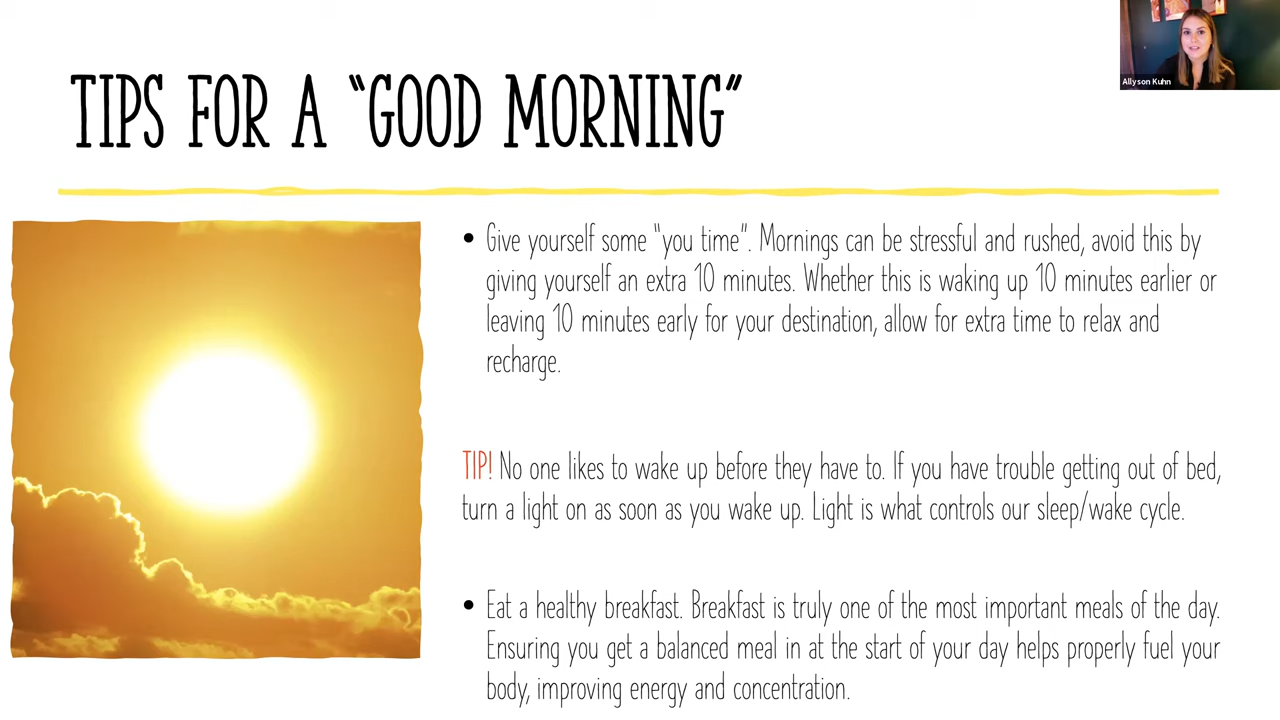 Allyson Kuhn
TIPS FOR A “GOOD MORNING”
• Give yourself some “you time”. Mornings can be stressful and rushed, avoid this by
giving yourself an extra 10 minutes. Whether this is waking up 10 minutes earlier or
leaving 10 minutes early for your destination, allow for extra time to relax and
recharge.
TIP! No one likes to wake up before they have to. If you have trouble getting out of bed,
turn a light on as soon as you wake up. Light is what controls our sleep/wake cycle.
• Eat a healthy breakfast. Breakfast is truly one of the most important meals of the day.
Ensuring you get a balanced meal in at the start of your day helps properly fuel your
body, improving energy and concentration.